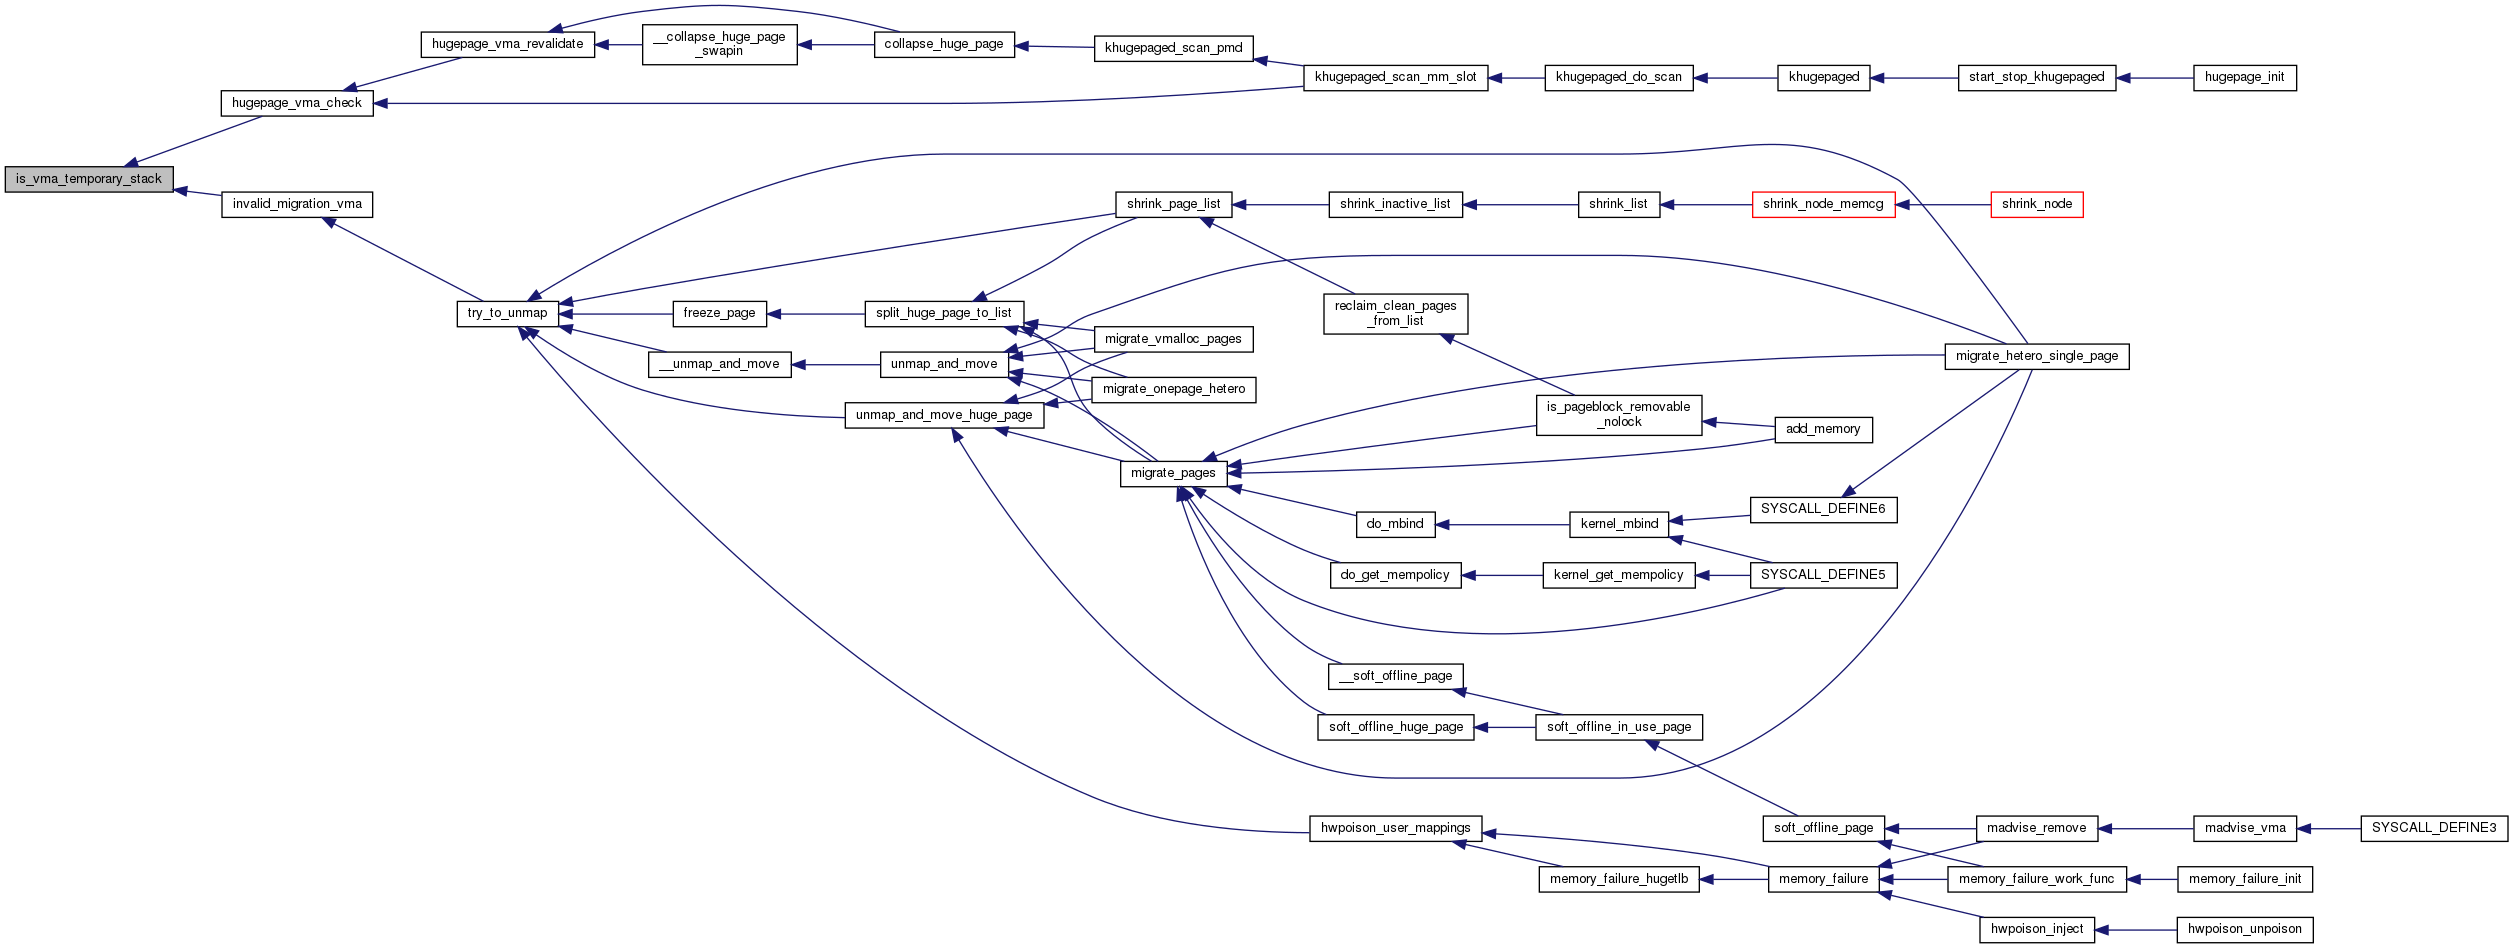 hugepage_vma_revalidate
__collapse_huge_page
_swapin
collapse_huge_page
khugepaged_scan_pmd
khugepaged_scan_mm_slot
khugepaged_do_scan
khugepaged
start_stop_khugepaged
hugepage_init
hugepage_vma_check
is_vma_temporary_stack
invalid_migration_vma
shrink_page_list
shrink_inactive_list
shrink_list
shrink_node_memcg
shrink_node
try_to_unmap
freeze_page
split_huge_page_to_list
reclaim_clean_pages
_from_list
migrate_vmalloc_pages
migrate_hetero_single_page
__unmap_and_move
unmap_and_move
migrate_onepage_hetero
unmap_and_move_huge_page
is_pageblock_removable
_nolock
add_memory
migrate_pages
SYSCALL_DEFINE6
do_mbind
kernel_mbind
do_get_mempolicy
kernel_get_mempolicy
SYSCALL_DEFINE5
__soft_offline_page
soft_offline_huge_page
soft_offline_in_use_page
hwpoison_user_mappings
soft_offline_page
madvise_remove
madvise_vma
SYSCALL_DEFINE3
memory_failure_hugetlb
memory_failure
memory_failure_work_func
memory_failure_init
hwpoison_inject
hwpoison_unpoison